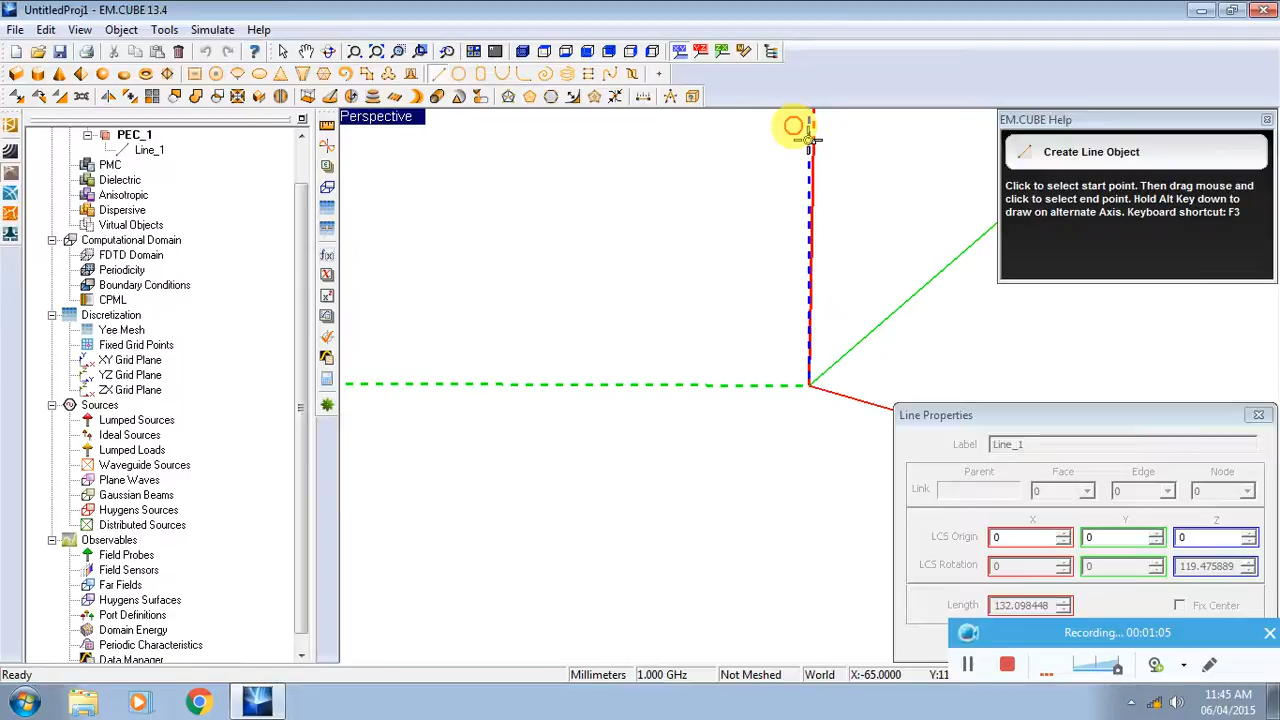 UntitledProj1 - EM.CUBE 13.4
File Edit View Object Tools Simulate Help
Perspective
PEC_1
Line_1
PMC
Dielectric
Anisotropic
Dispersive
Virtual Objects
Computational Domain
FDTD Domain
Periodicity
Boundary Conditions
CPML
Discretization
Yee Mesh
Fixed Grid Points
XY Grid Plane
YZ Grid Plane
ZX Grid Plane
Sources
Lumped Sources
Ideal Sources
Lumped Loads
Waveguide Sources
Plane Waves
Gaussian Beams
Huygens Sources
Distributed Sources
Observables
Field Probes
Field Sensors
Far Fields
Huygens Surfaces
Port Definitions
Domain Energy
Periodic Characteristics
Data Manager
EM.CUBE Help
Create Line Object
Click to select start point. Then drag mouse and
click to select end point. Hold Alt Key down to
draw on alternate Axis. Keyboard shortcut: F3
Line Properties
Label Line_1
Parent Face Edge Node
Link 0 0 0
X Y Z
LCS Origin 0 0 0
LCS Rotation 0 0 119.475889
Length 132.098448 Fix Center
Recording... 00:01:05
Ready Millimeters 1.000 GHz Not Meshed World X:-65.0000
11:45 AM
06/04/2015